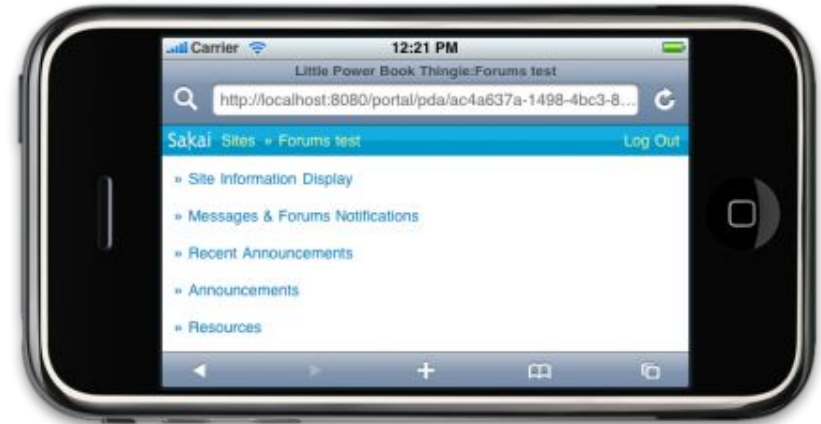 Carrier 12:21 PM
Little Power Book Thingie:Forums test
http://localhost:8080/portal/pda/ac4a637a-1498-4bc3-8...
Sakai Sites » Forums test Log Out
» Site Information Display
» Messages & Forums Notifications
» Recent Announcements
» Announcements
» Resources